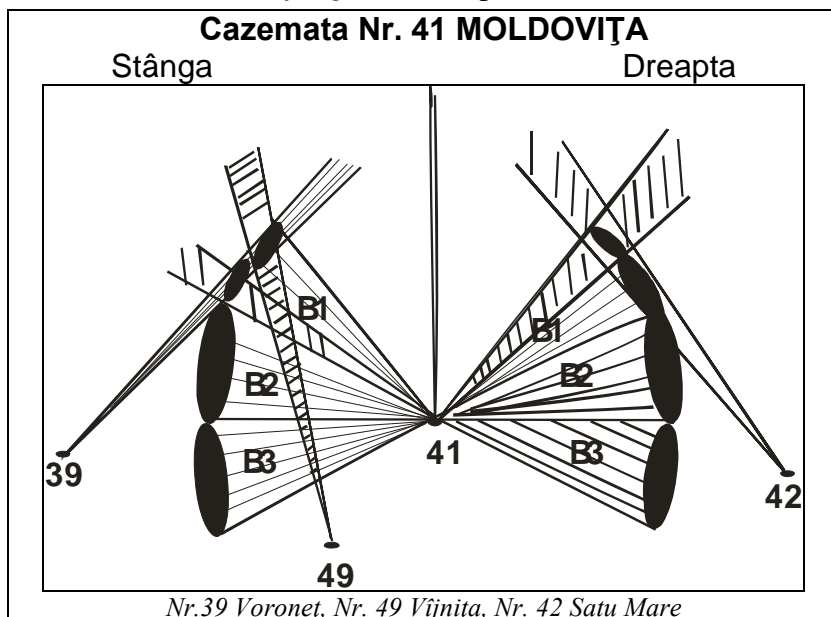 Cazemata Nr. 41 MOLDOVIŢA
Stânga Dreapta
B1 B1
B2 B2
B3 B3
39 41 42
49
Nr.39 Voronet, Nr. 49 Vîjnita, Nr. 42 Satu Mare